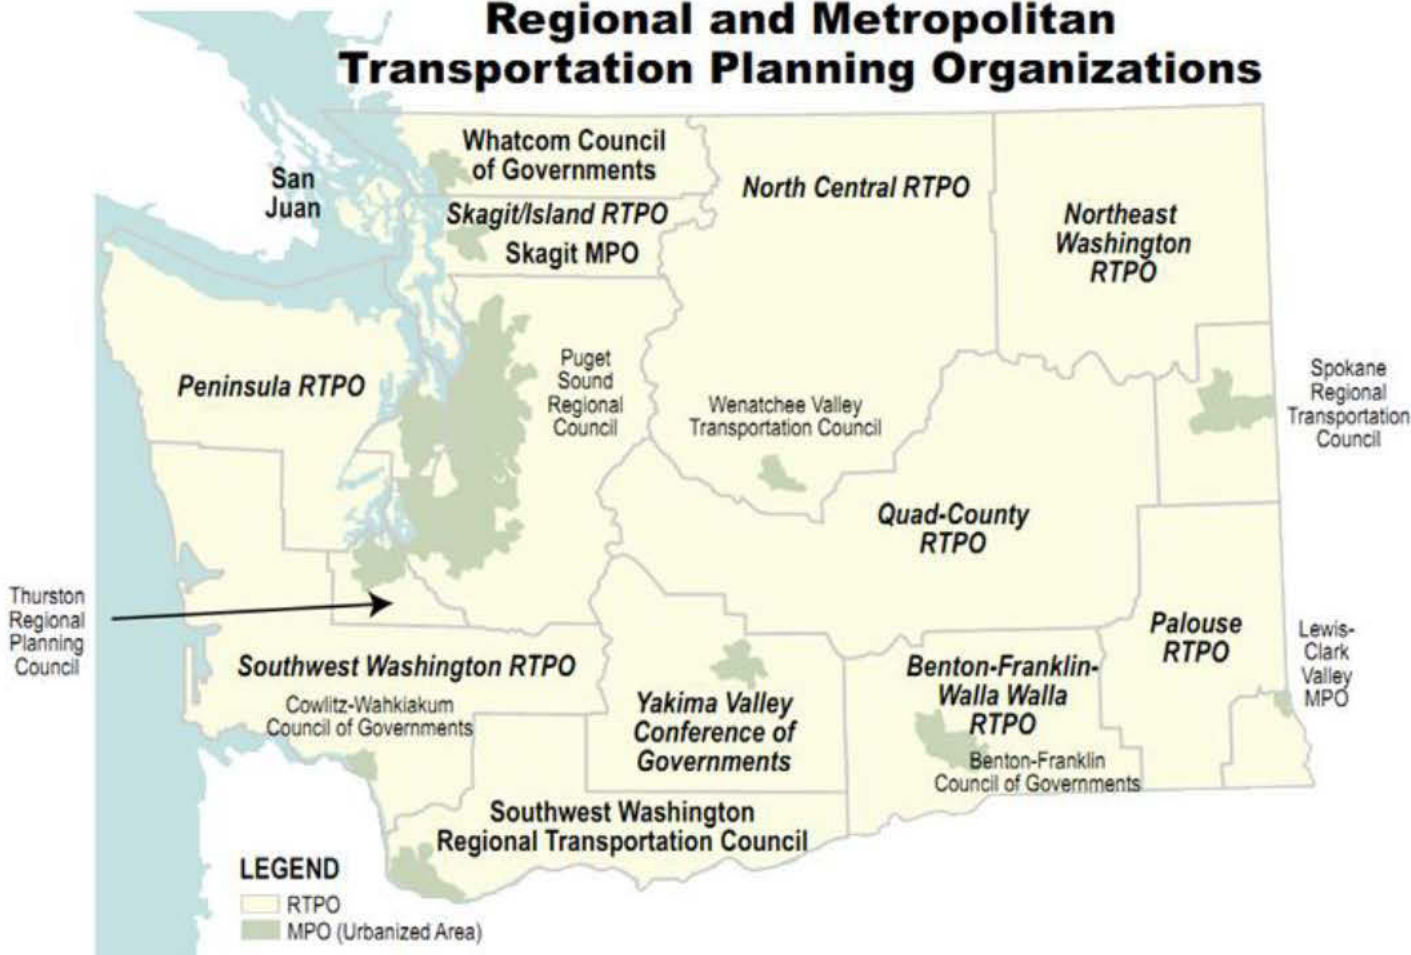 Regional and Metropolitan
Transportation Planning Organizations
Whatcom Council
of Governments
San
Juan
Skagit/Island RTPO
Skagit MPO
North Central RTPO
Northeast
Washington
RTPO
Peninsula RTPO
Puget
Sound
Regional
Council
Wenatchee Valley
Transportation Council
Spokane
Regional
Transportation
Council
Quad-County
RTPO
Thurston
Regional
Planning
Council
Southwest Washington RTPO
Cowlitz-Wahkiakum
Council of Governments
Yakima Valley
Conference of
Governments
Benton-Franklin-
Walla Walla
RTPO
Benton-Franklin
Council of Governments
Palouse
RTPO
Lewis-
Clark
Valley
MPO
Southwest Washington
Regional Transportation Council
LEGEND
RTPO
MPO (Urbanized Area)